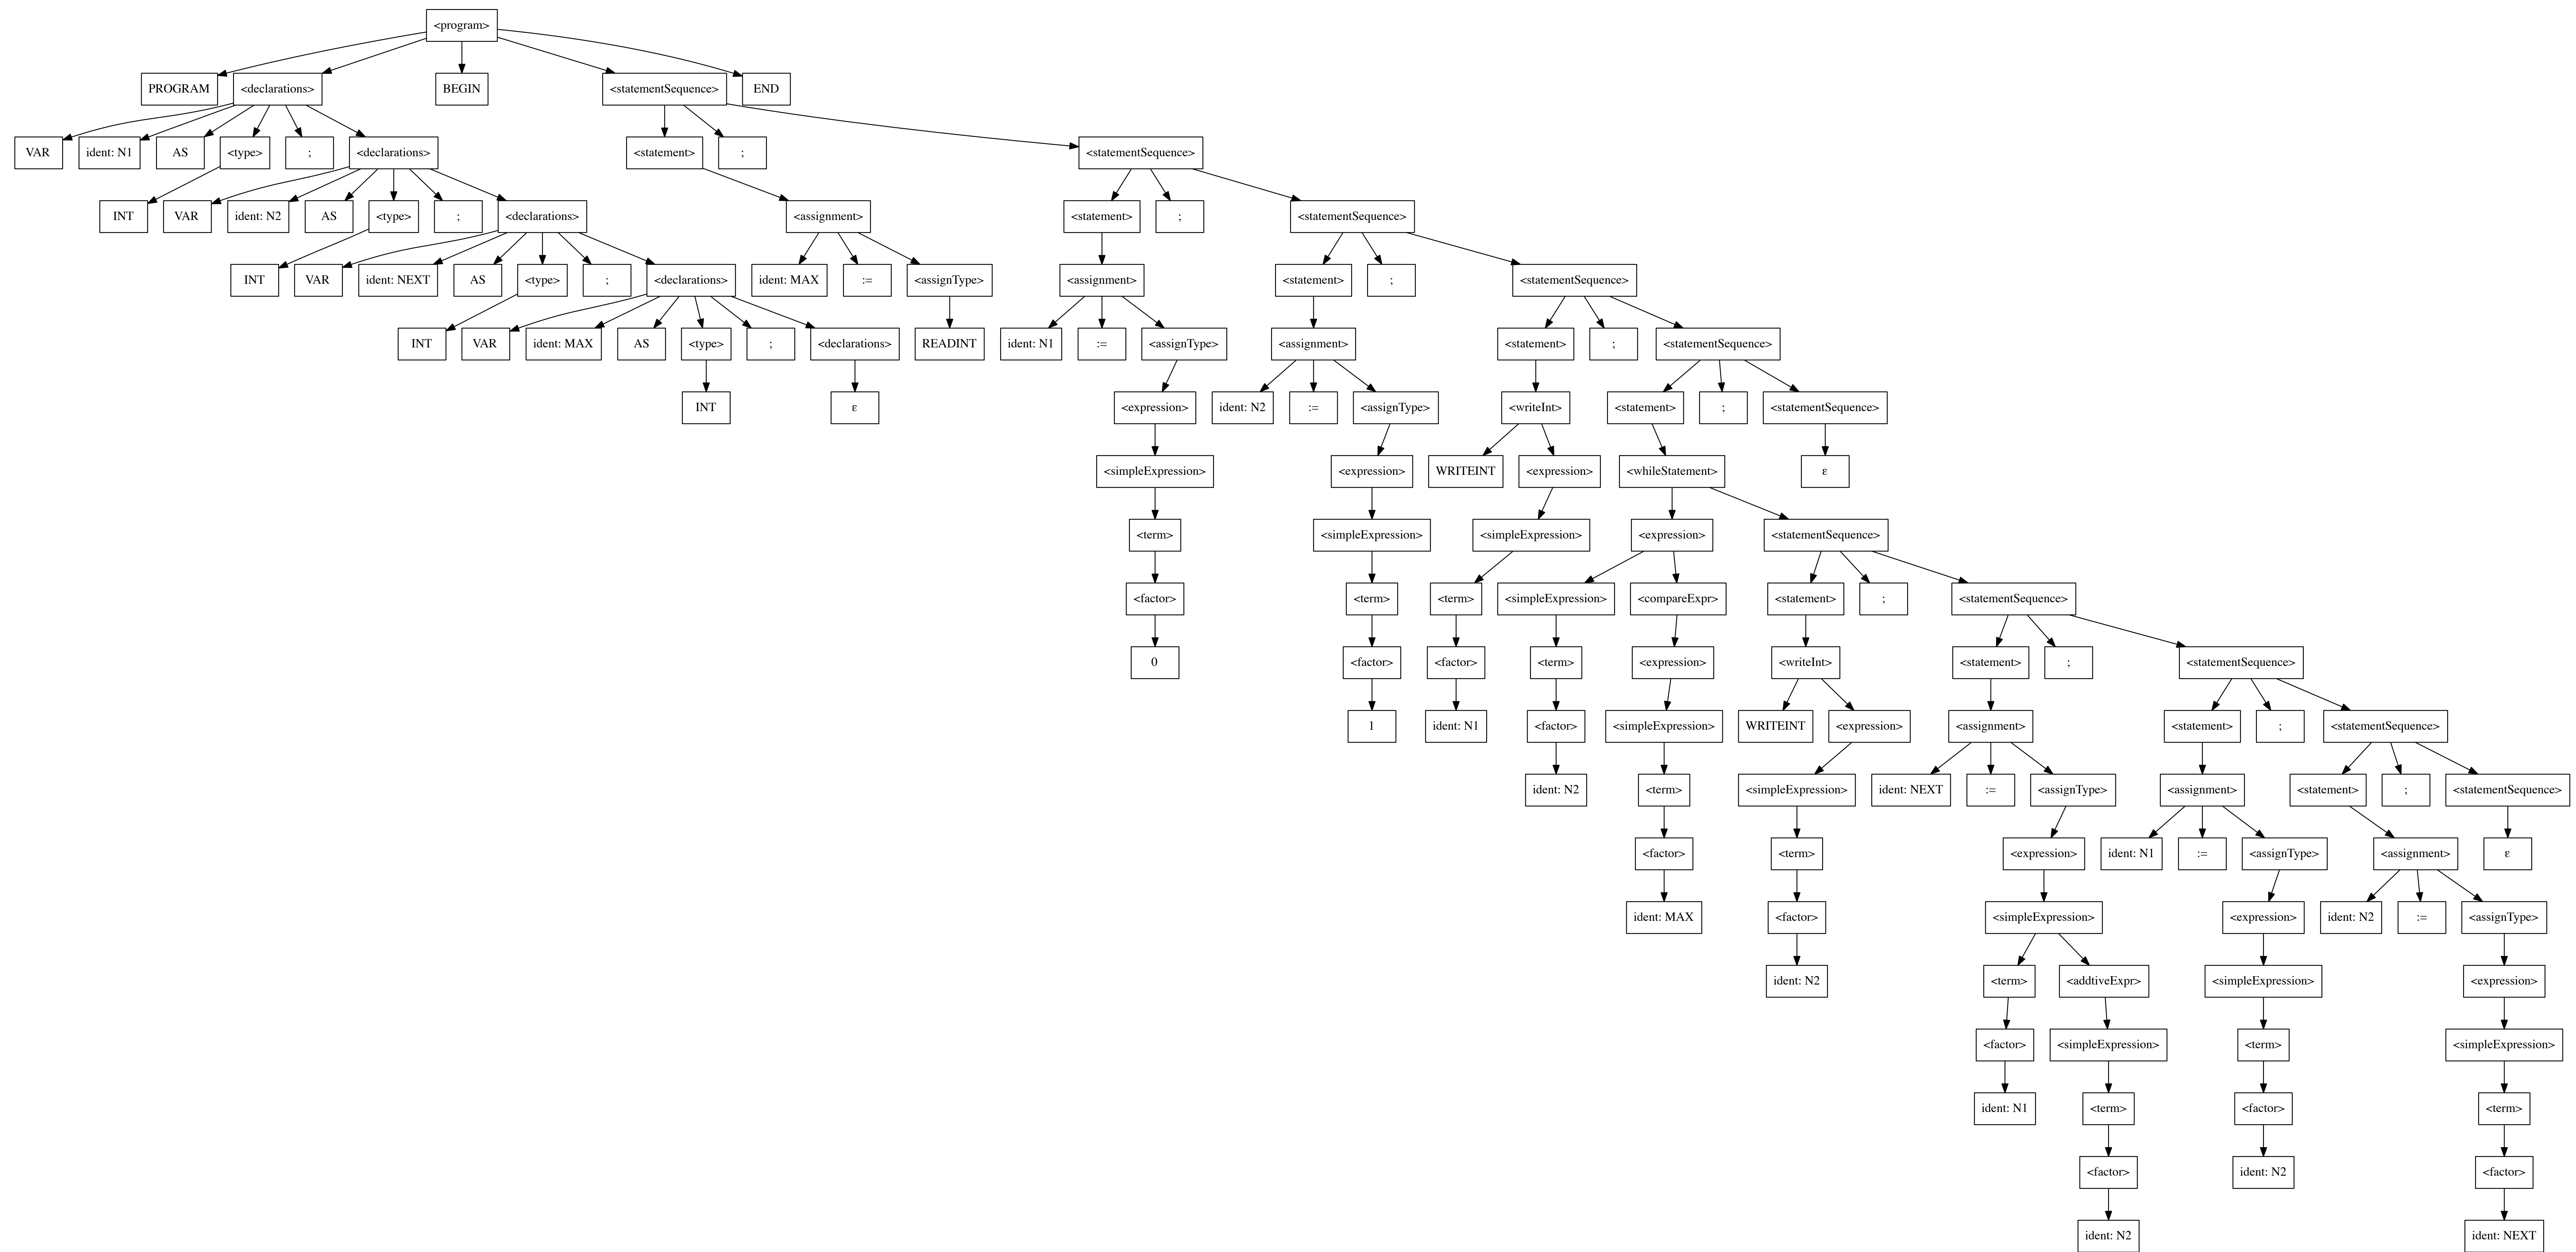 <program>
PROGRAM <declarations> BEGIN <statementSequence> END
VAR ident: N1 AS <type> ; <declarations> <statement> ; <statementSequence>
INT VAR ident: N2 AS <type> ; <declarations> <assignment> <statement> ; <statementSequence>
INT VAR ident: NEXT AS <type> ; <declarations> ident: MAX := <assignType> <assignment> <statement> ; <statementSequence>
INT VAR ident: MAX AS <type> ; <declarations> READINT ident: N1 := <assignType> <assignment> <statement> ; <statementSequence>
INT ε <expression> ident: N2 := <assignType> <writeInt> <statement> ; <statementSequence>
<simpleExpression> <expression> WRITEINT <expression> <whileStatement> ε
<term> <simpleExpression> <simpleExpression> <expression> <statementSequence>
<factor> <term> <term> <simpleExpression> <compareExpr> <statement> ; <statementSequence>
0 <factor> <factor> <term> <expression> <writeInt> <statement> ; <statementSequence>
1 ident: N1 <factor> <simpleExpression> WRITEINT <expression> <assignment> <statement> ; <statementSequence>
ident: N2 <term> <simpleExpression> ident: NEXT := <assignType> <assignment> <statement> ; <statementSequence>
<factor> <term> <expression> ident: N1 := <assignType> <assignment> ε
ident: MAX <factor> <simpleExpression> <expression> ident: N2 := <assignType>
ident: N2 <term> <addtiveExpr> <simpleExpression> <expression>
<factor> <simpleExpression> <term> <simpleExpression>
ident: N1 <term> <factor> <term>
<factor> ident: N2 <factor>
ident: N2 ident: NEXT